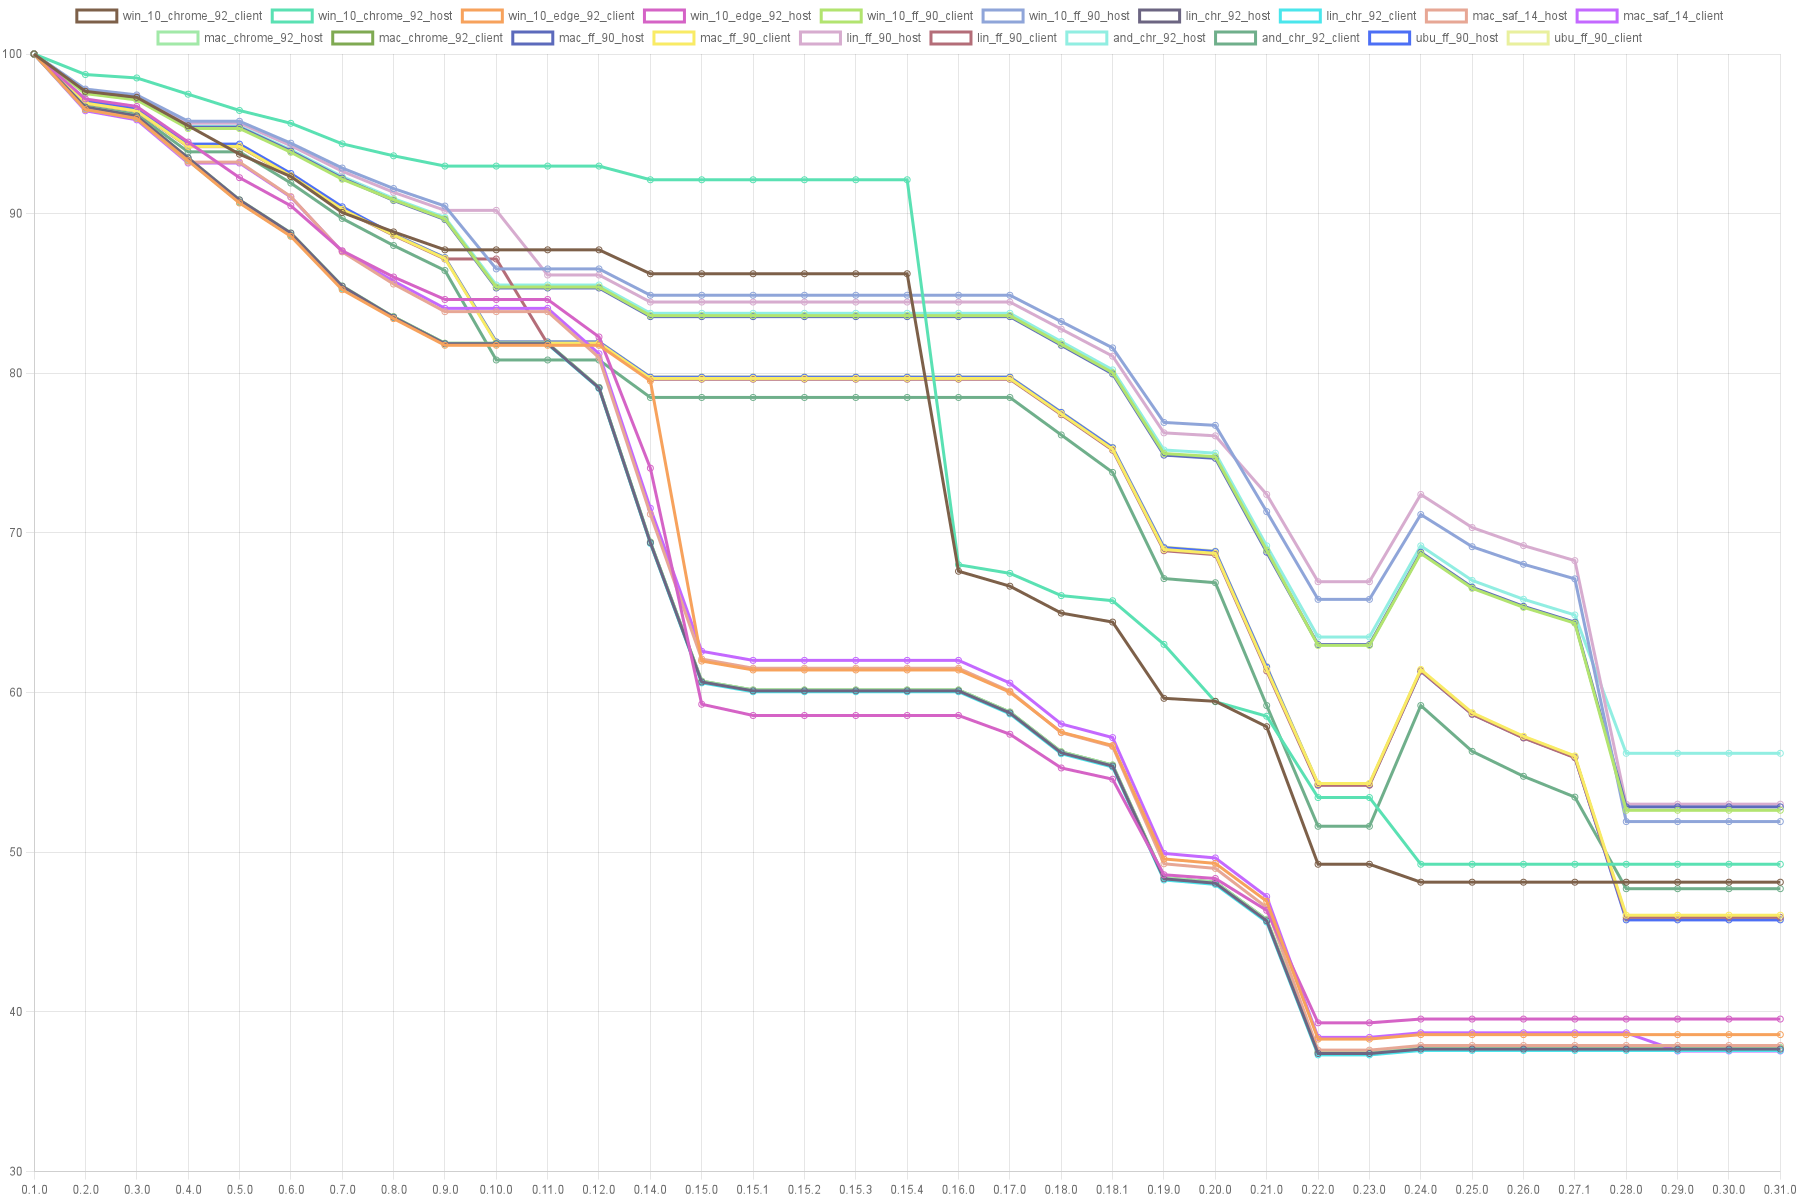 win_10_chrome_92_client win_10_chrome_92_host win_10_edge_92_client win_10_edge_92_host win_10_ff_90_client win_10_ff_90_host lin_chr_92_host lin_chr_92_client mac_saf_14_host mac_saf_14_client
mac_chrome_92_host mac_chrome_92_client mac_ff_90_host mac_ff_90_client lin_ff_90_host lin_ff_90_client and_chr_92_host and_chr_92_client ubu_ff_90_host ubu_ff_90_client
100
90
80
70
60
50
40
30
0.1.0 0.2.0 0.3.0 0.4.0 0.5.0 0.6.0 0.7.0 0.8.0 0.9.0 0.10.0 0.11.0 0.12.0 0.14.0 0.15.0 0.15.1 0.15.2 0.15.3 0.15.4 0.16.0 0.17.0 0.18.0 0.18.1 0.19.0 0.20.0 0.21.0 0.22.0 0.23.0 0.24.0 0.25.0 0.26.0 0.27.1 0.28.0 0.29.0 0.30.0 0.31.0